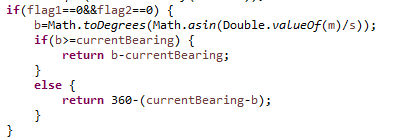 if(flag1==0&&flag2==0) {
b=Math.toDegrees(Math.asin(Double.valueOf(m)/s));
if(b>=currentBearing) {
return b-currentBearing;
}
else {
return 360-(currentBearing-b);
}
}